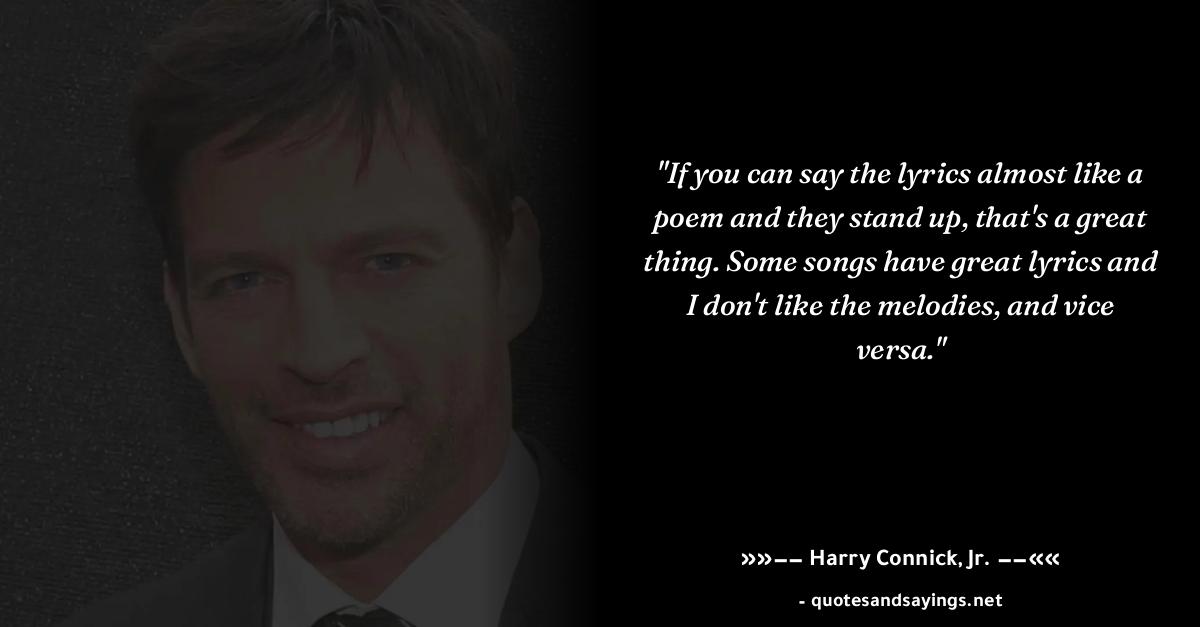 "If you can say the lyrics almost like a
poem and they stand up, that's a great
thing. Some songs have great lyrics and
I don't like the melodies, and vice
versa."
»»−− Harry Connick, Jr. −−««
- quotesandsayings.net